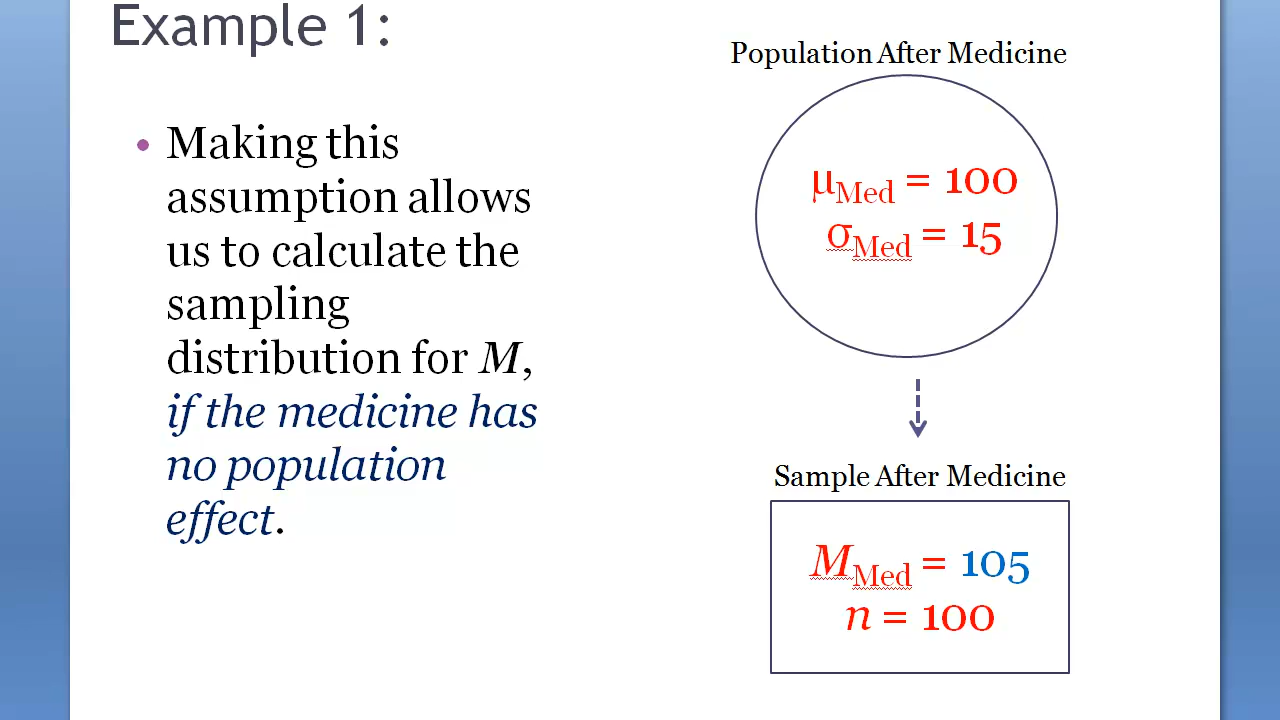 Example 1:
• Making this
assumption allows
us to calculate the
sampling
distribution for M,
if the medicine has
no population
effect.
Population After Medicine
μMed = 100
σMed = 15
Sample After Medicine
MMed = 105
n = 100